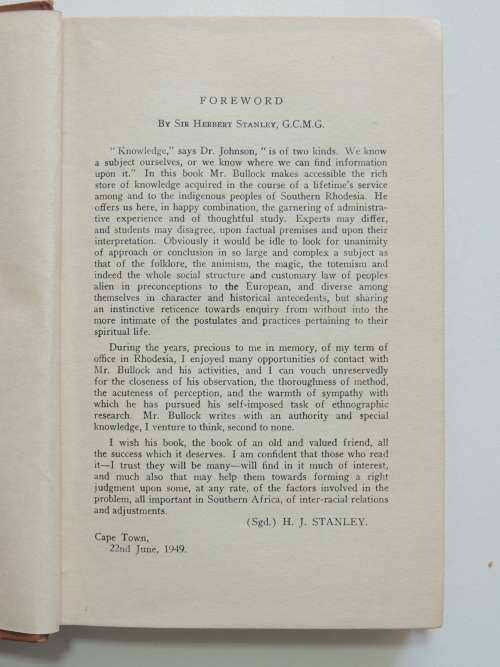 FOREWORD
By Sir Herbert Stanley, G.C.M.G.
" Knowledge," says Dr. Johnson, " is of two kinds. We know
a subject ourselves, or we know where we can find information
upon it." In this book Mr. Bullock makes accessible the rich
store of knowledge acquired in the course of a lifetime's service
among and to the indigenous peoples of Southern Rhodesia. He
offers us here, in happy combination, the garnering of administra-
tive experience and of thoughtful study. Experts may differ,
and students may disagree, upon factual premises and upon their
interpretation. Obviously it would be idle to look for unanimity
of approach or conclusion in so large and complex a subject as
that of the folklore, the animism, the magic, the totemism and
indeed the whole social structure and customary law of peoples
alien in preconceptions to the European, and diverse among
themselves in character and historical antecedents, but sharing
an instinctive reticence towards enquiry from without into the
more intimate of the postulates and practices pertaining to their
spiritual life.
During the years, precious to me in memory, of my term of
office in Rhodesia, I enjoyed many opportunities of contact with
Mr. Bullock and his activities, and I can vouch unreservedly
for the closeness of his observation, the thoroughness of method,
the acuteness of perception, and the warmth of sympathy with
which he has pursued his self-imposed task of ethnographic
research. Mr. Bullock writes with an authority and special
knowledge, I venture to think, second to none.
I wish his book, the book of an old and valued friend, all
the success which it deserves. I am confident that those who read
it—I trust they will be many—will find in it much of interest,
and much also that may help them towards forming a right
judgment upon some, at any rate, of the factors involved in the
problem, all important in Southern Africa, of inter-racial relations
and adjustments.
(Sgd.) H. J. STANLEY.
Cape Town,
22nd June, 1949.